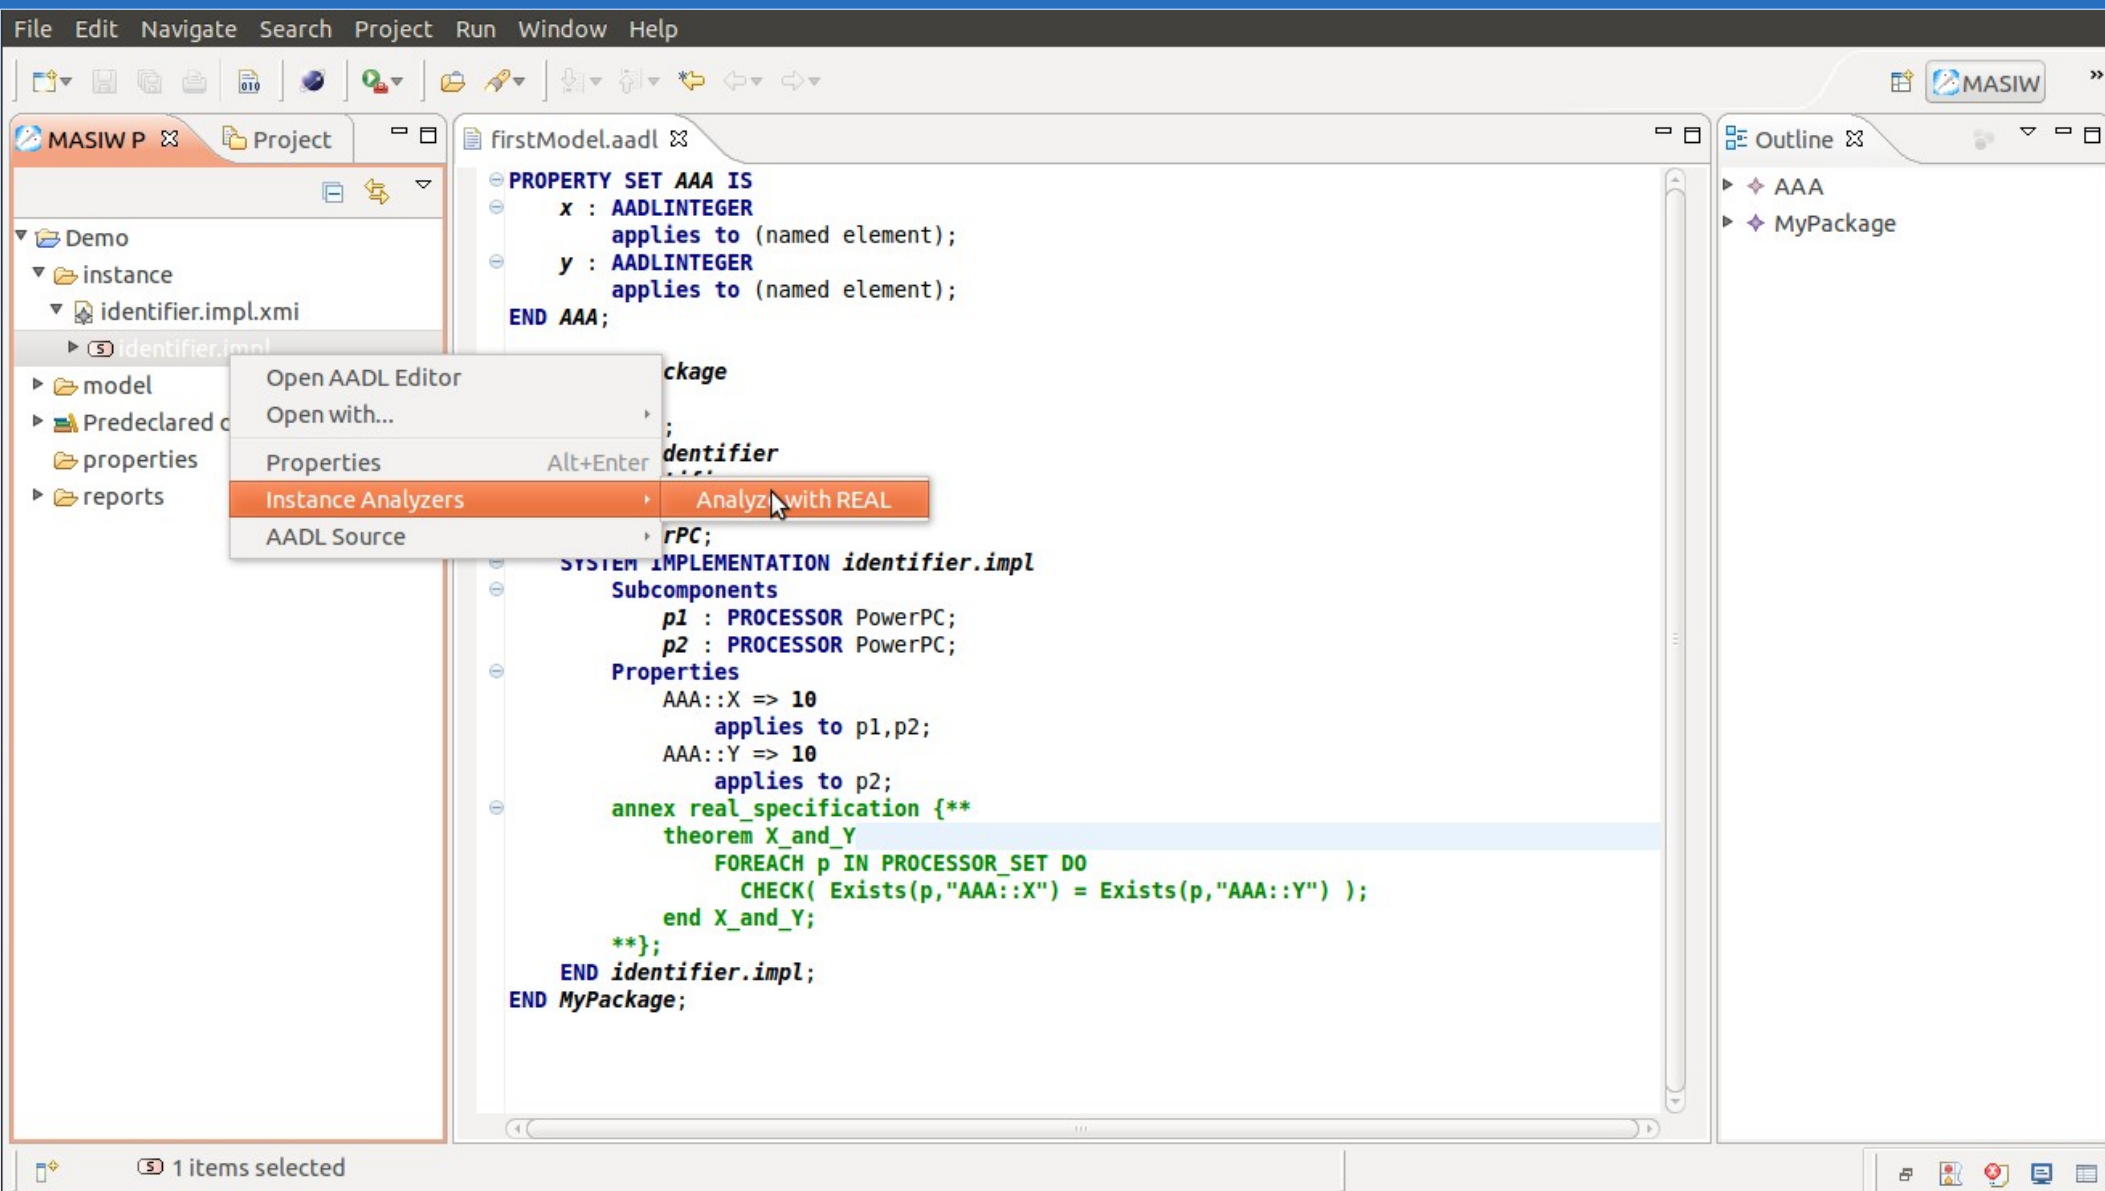 File Edit Navigate Search Project Run Window Help
MASIW »
MASIW P Project
firstModel.aadl
Outline
Demo
instance
identifier.impl.xmi
identifier.impl
model
Predeclared
properties
reports
Open AADL Editor
Open with...
Properties Alt+Enter
Instance Analyzers
AADL Source
Analyze with REAL
PROPERTY SET AAA IS
x : AADLINTEGER
applies to (named element);
y : AADLINTEGER
applies to (named element);
END AAA;
ckage
;
dentifier
rPC;
SYSTEM IMPLEMENTATION identifier.impl
Subcomponents
p1 : PROCESSOR PowerPC;
p2 : PROCESSOR PowerPC;
Properties
AAA::X => 10
applies to p1,p2;
AAA::Y => 10
applies to p2;
annex real_specification {**
theorem X_and_Y
FOREACH p IN PROCESSOR_SET DO
CHECK( Exists(p,"AAA::X") = Exists(p,"AAA::Y") );
end X_and_Y;
**};
END identifier.impl;
END MyPackage;
AAA
MyPackage
1 items selected